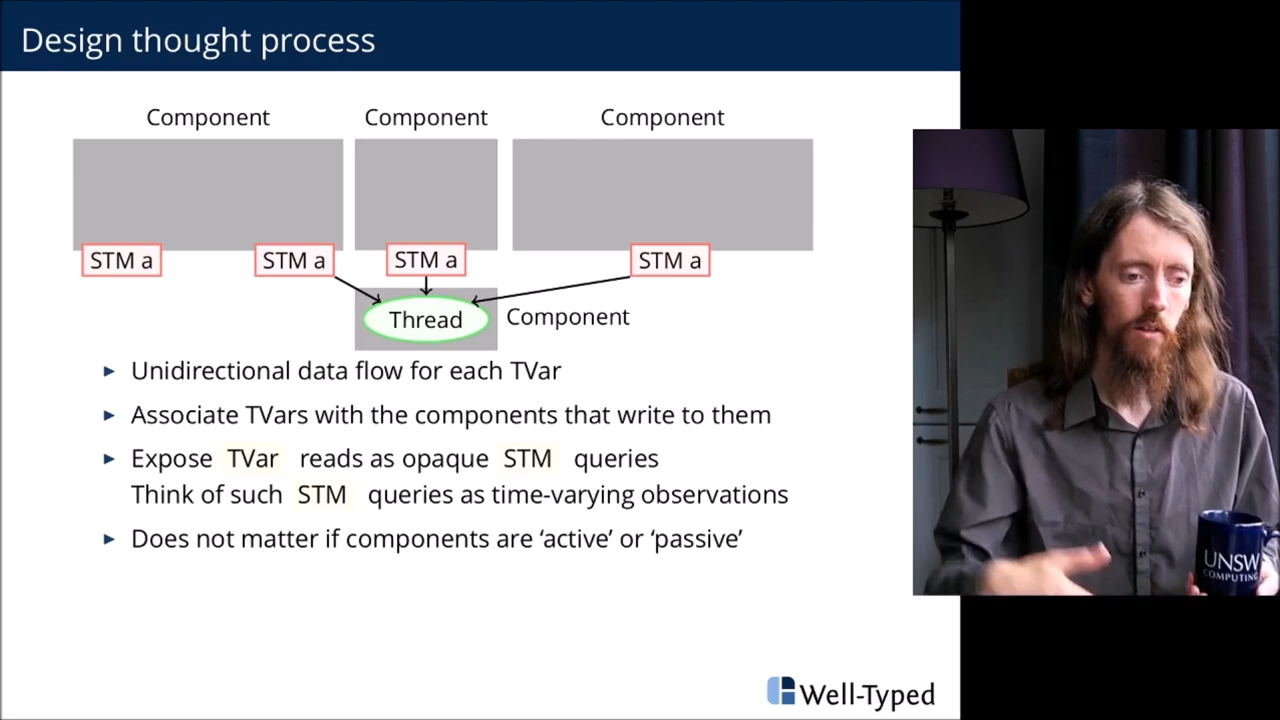 Design thought process
Component Component Component
STM a STM a STM a STM a
Thread Component
▸ Unidirectional data flow for each TVar
▸ Associate TVars with the components that write to them
▸ Expose TVar reads as opaque STM queries
Think of such STM queries as time-varying observations
▸ Does not matter if components are ‘active’ or ‘passive’
UNSW
COMPUTING
Well-Typed